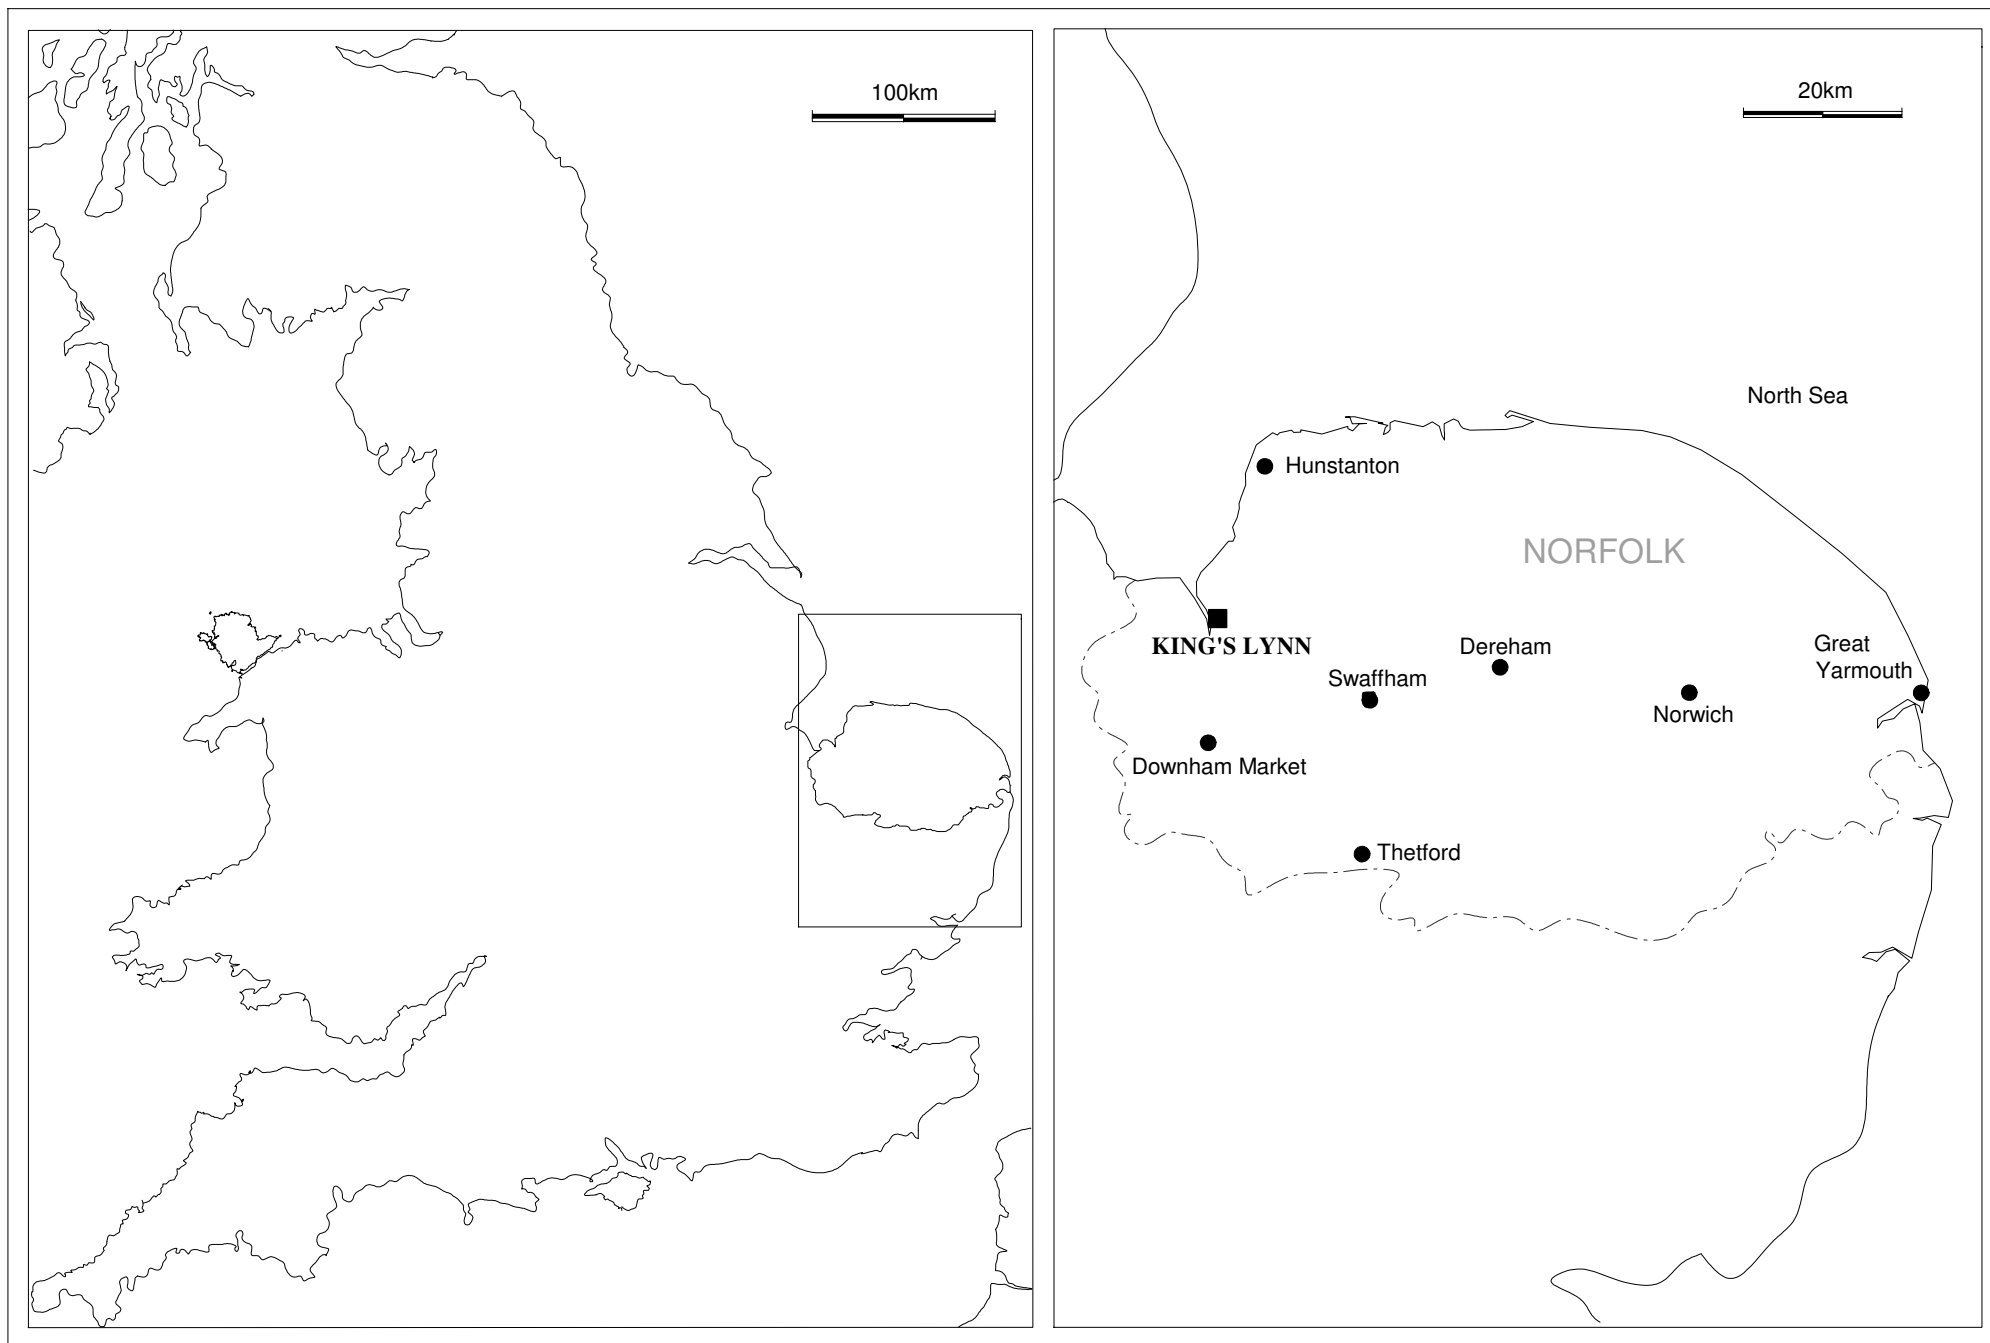 100km
20km
North Sea
Hunstanton
NORFOLK
KING'S LYNN
Dereham
Great
Yarmouth
Swaffham
Norwich
Downham Market
Thetford